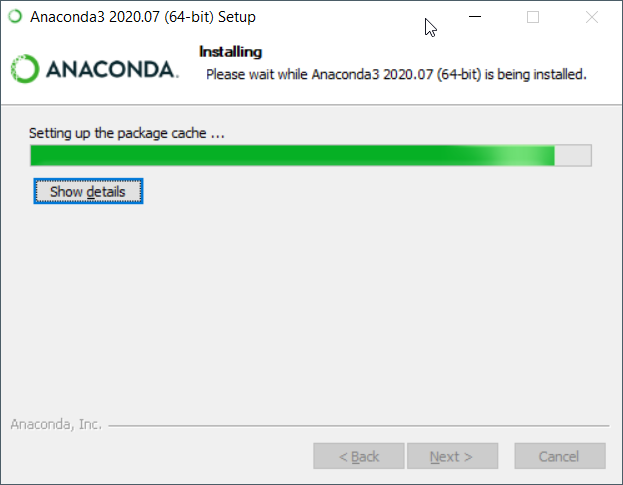 Anaconda3 2020.07 (64-bit) Setup
ANACONDA.
Installing
Please wait while Anaconda3 2020.07 (64-bit) is being installed.
Setting up the package cache ...
Show details
Anaconda, Inc.
< Back Next > Cancel